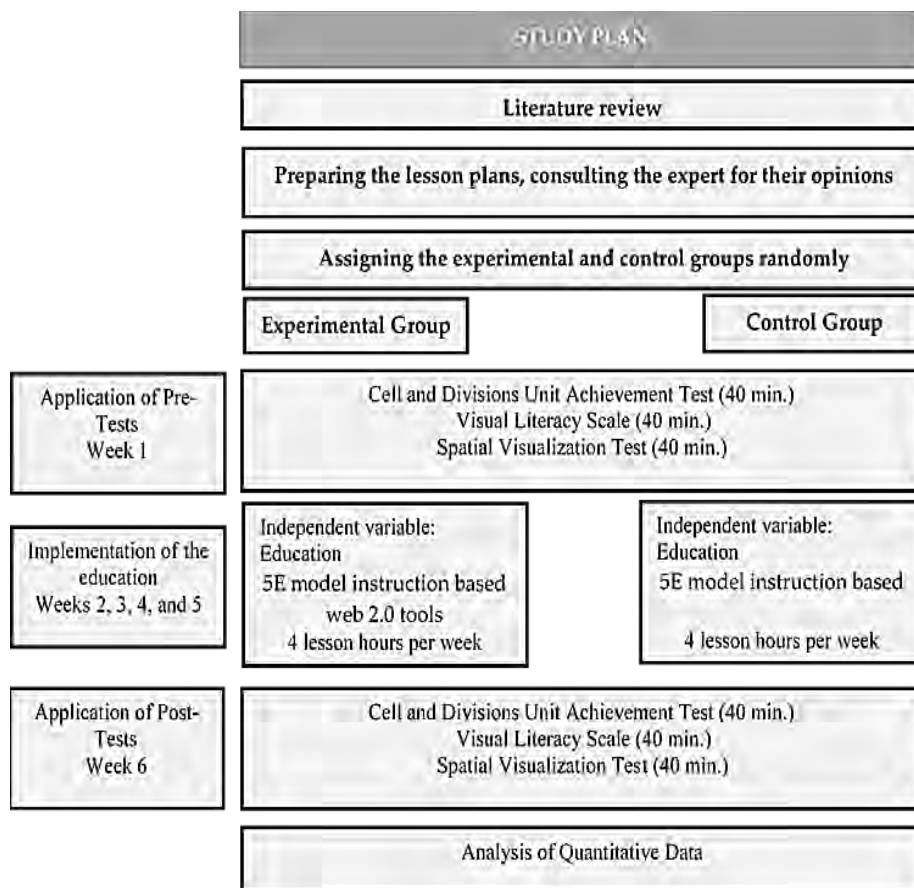 STUDY PLAN
Literature review
Preparing the lesson plans, consulting the expert for their opinions
Assigning the experimental and control groups randomly
Experimental Group
Control Group
Application of Pre-
Tests
Week 1
Cell and Divisions Unit Achievement Test (40 min.)
Visual Literacy Scale (40 min.)
Spatial Visualization Test (40 min.)
Implementation of the
education
Weeks 2, 3, 4, and 5
Independent variable:
Education
5E model instruction based
web 2.0 tools
4 lesson hours per week
Independent variable:
Education
5E model instruction based
4 lesson hours per week
Application of Post-
Tests
Week 6
Cell and Divisions Unit Achievement Test (40 min.)
Visual Literacy Scale (40 min.)
Spatial Visualization Test (40 min.)
Analysis of Quantitative Data